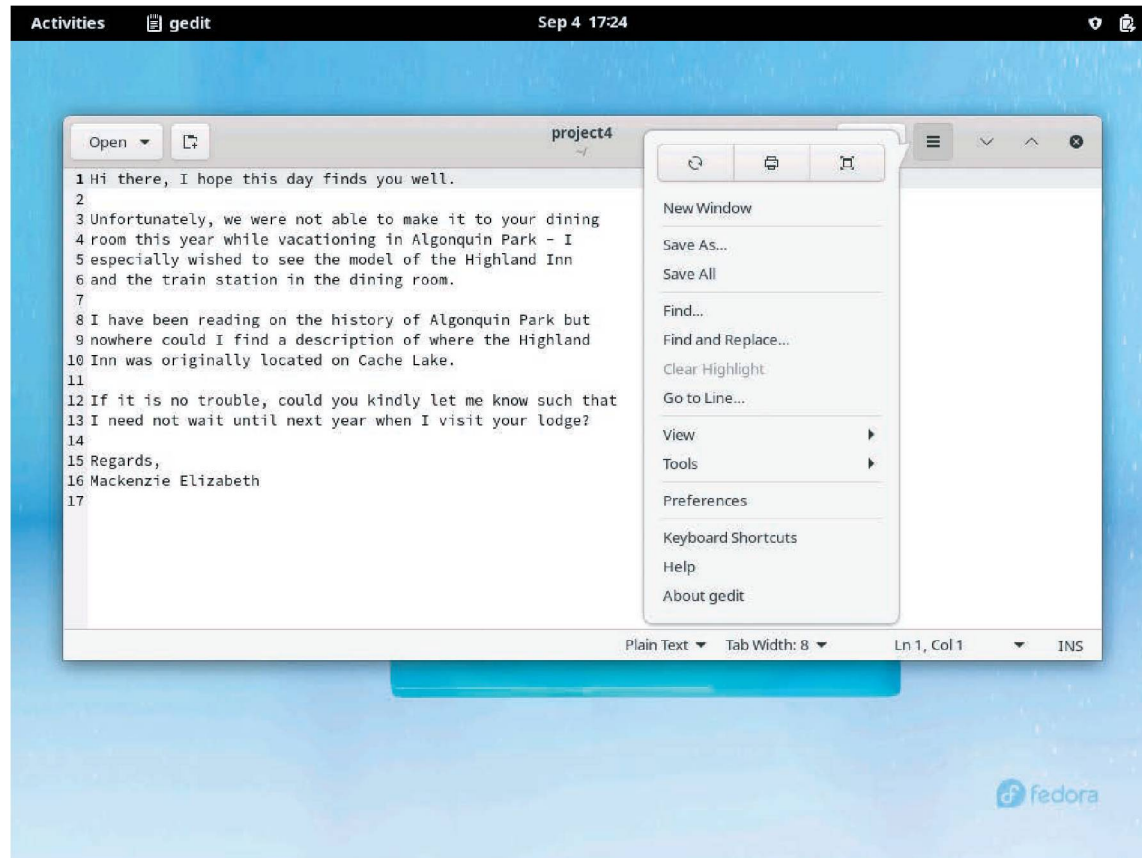 Activities gedit Sep 4 17:24
Open project4
~/
1 Hi there, I hope this day finds you well.
2
3 Unfortunately, we were not able to make it to your dining
4 room this year while vacationing in Algonquin Park - I
5 especially wished to see the model of the Highland Inn
6 and the train station in the dining room.
7
8 I have been reading on the history of Algonquin Park but
9 nowhere could I find a description of where the Highland
10 Inn was originally located on Cache Lake.
11
12 If it is no trouble, could you kindly let me know such that
13 I need not wait until next year when I visit your lodge?
14
15 Regards,
16 Mackenzie Elizabeth
17
New Window
Save As...
Save All
Find...
Find and Replace...
Clear Highlight
Go to Line...
View
Tools
Preferences
Keyboard Shortcuts
Help
About gedit
Plain Text Tab Width: 8 Ln 1, Col 1 INS
fedora